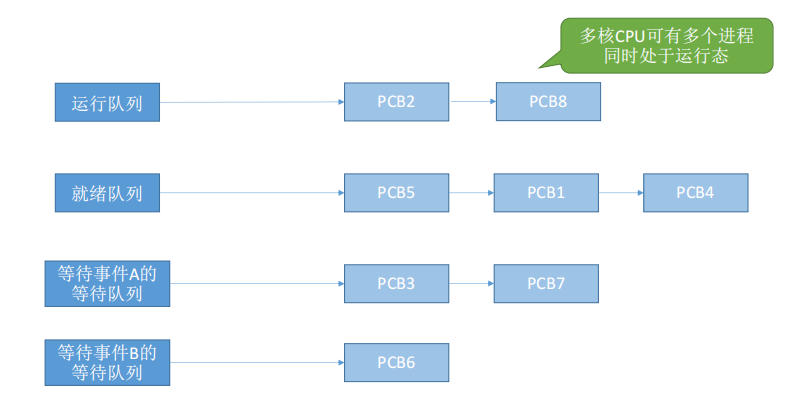 多核CPU可有多个进程
同时处于运行态
运行队列
PCB2
PCB8
就绪队列
PCB5
PCB1
PCB4
等待事件A的
等待队列
PCB3
PCB7
等待事件B的
等待队列
PCB6